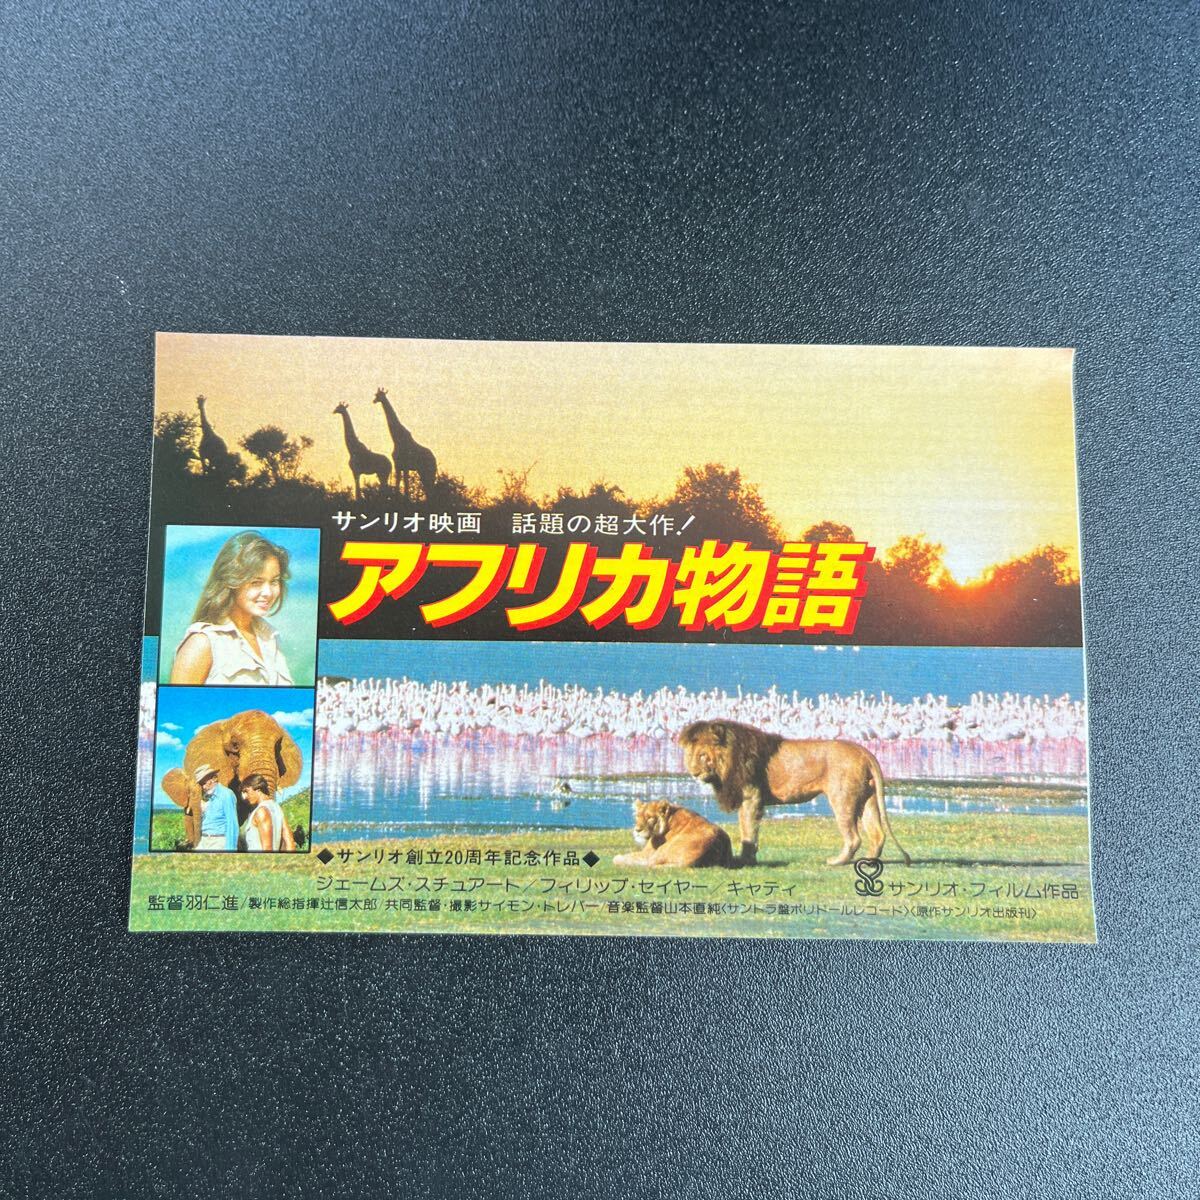 サンリオ映画　話題の超大作!
アフリカ物語
◆サンリオ創立20周年記念作品◆
ジェームズ・スチュアート/フィリップ・セイヤー/キャティ
サンリオ・フィルム作品
監督羽仁進/製作総指揮辻信太郎/共同監督・撮影サイモン・トレバー/音楽監督山本直純〈サントラ盤ポリドールレコード〉〈原作サンリオ出版刊〉